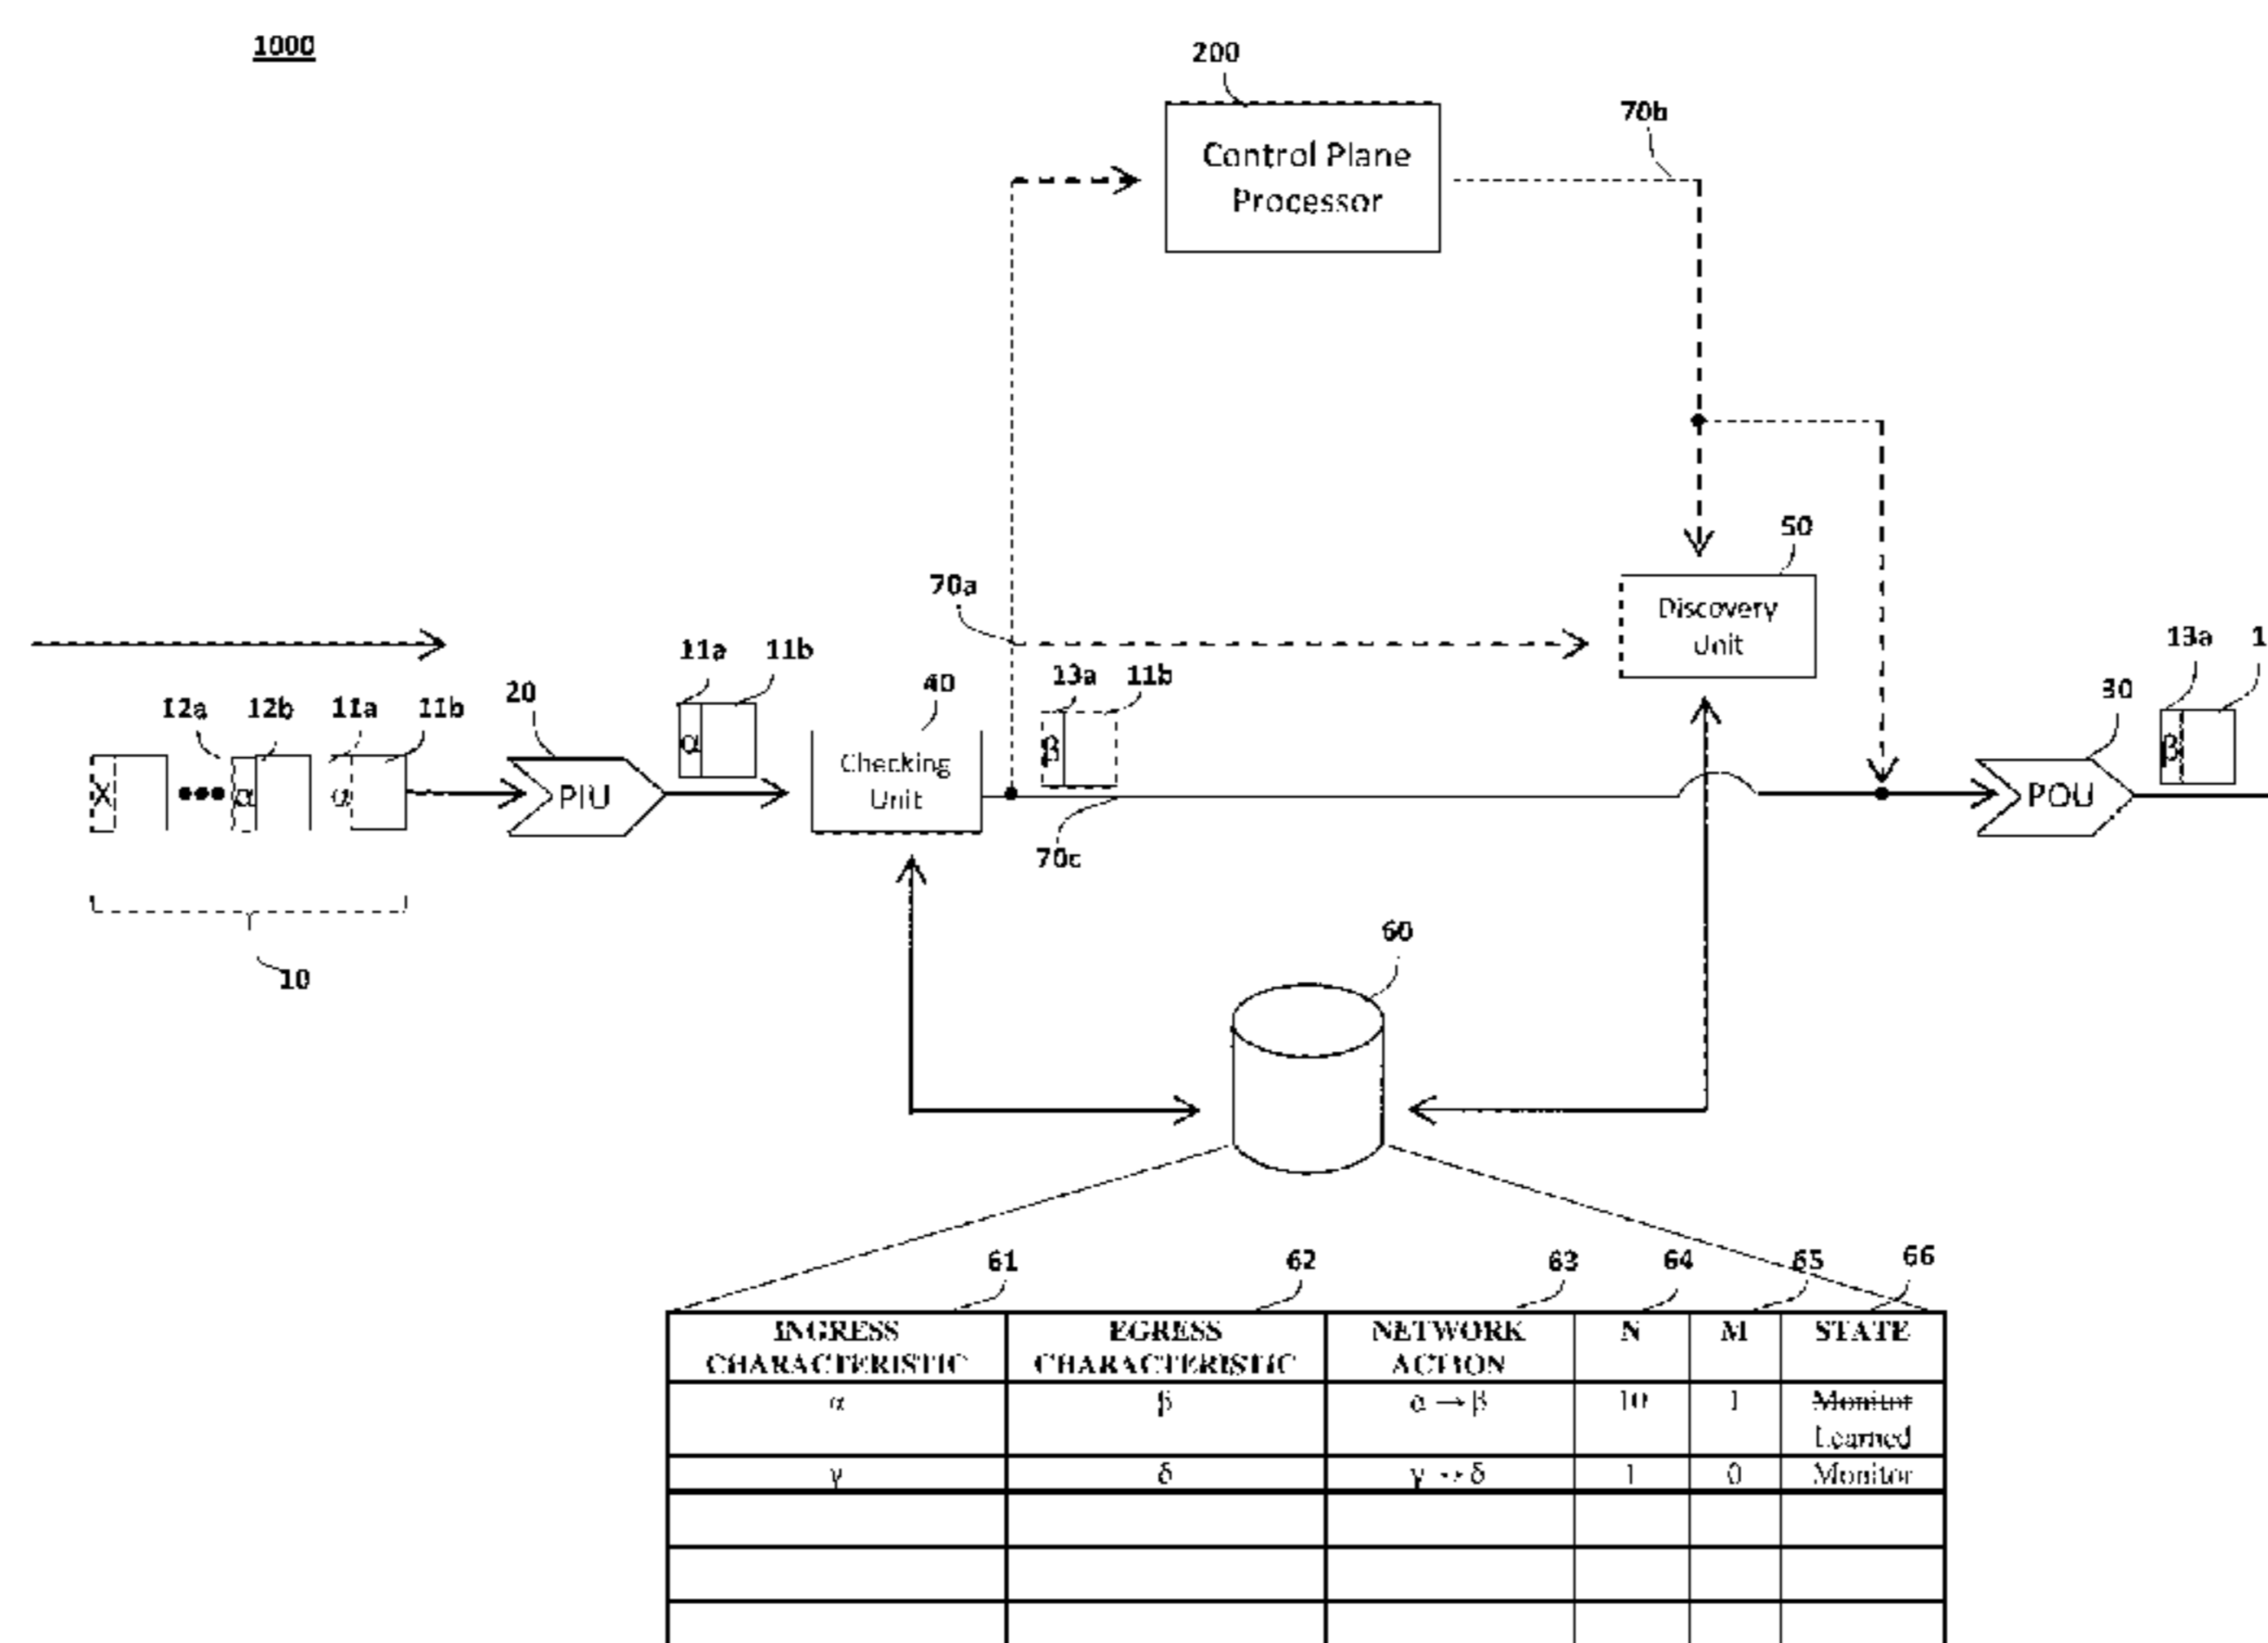 1000
200
Control Plane
Processor
70b
50
Discovery
Unit
70a
11a 11b
13a 11b
40
20
12a 12b 11a 11b
X ●●● α α
PIU
α
Checking
Unit
β
70c
30
POU
13a
β
10
60
61 62 63 64 65 66
INGRESS CHARACTERISTIC EGRESS CHARACTERISTIC NETWORK ACTION N M STATE
α β α → β 10 1 Monitor
Learned
γ δ γ → δ 1 0 Monitor